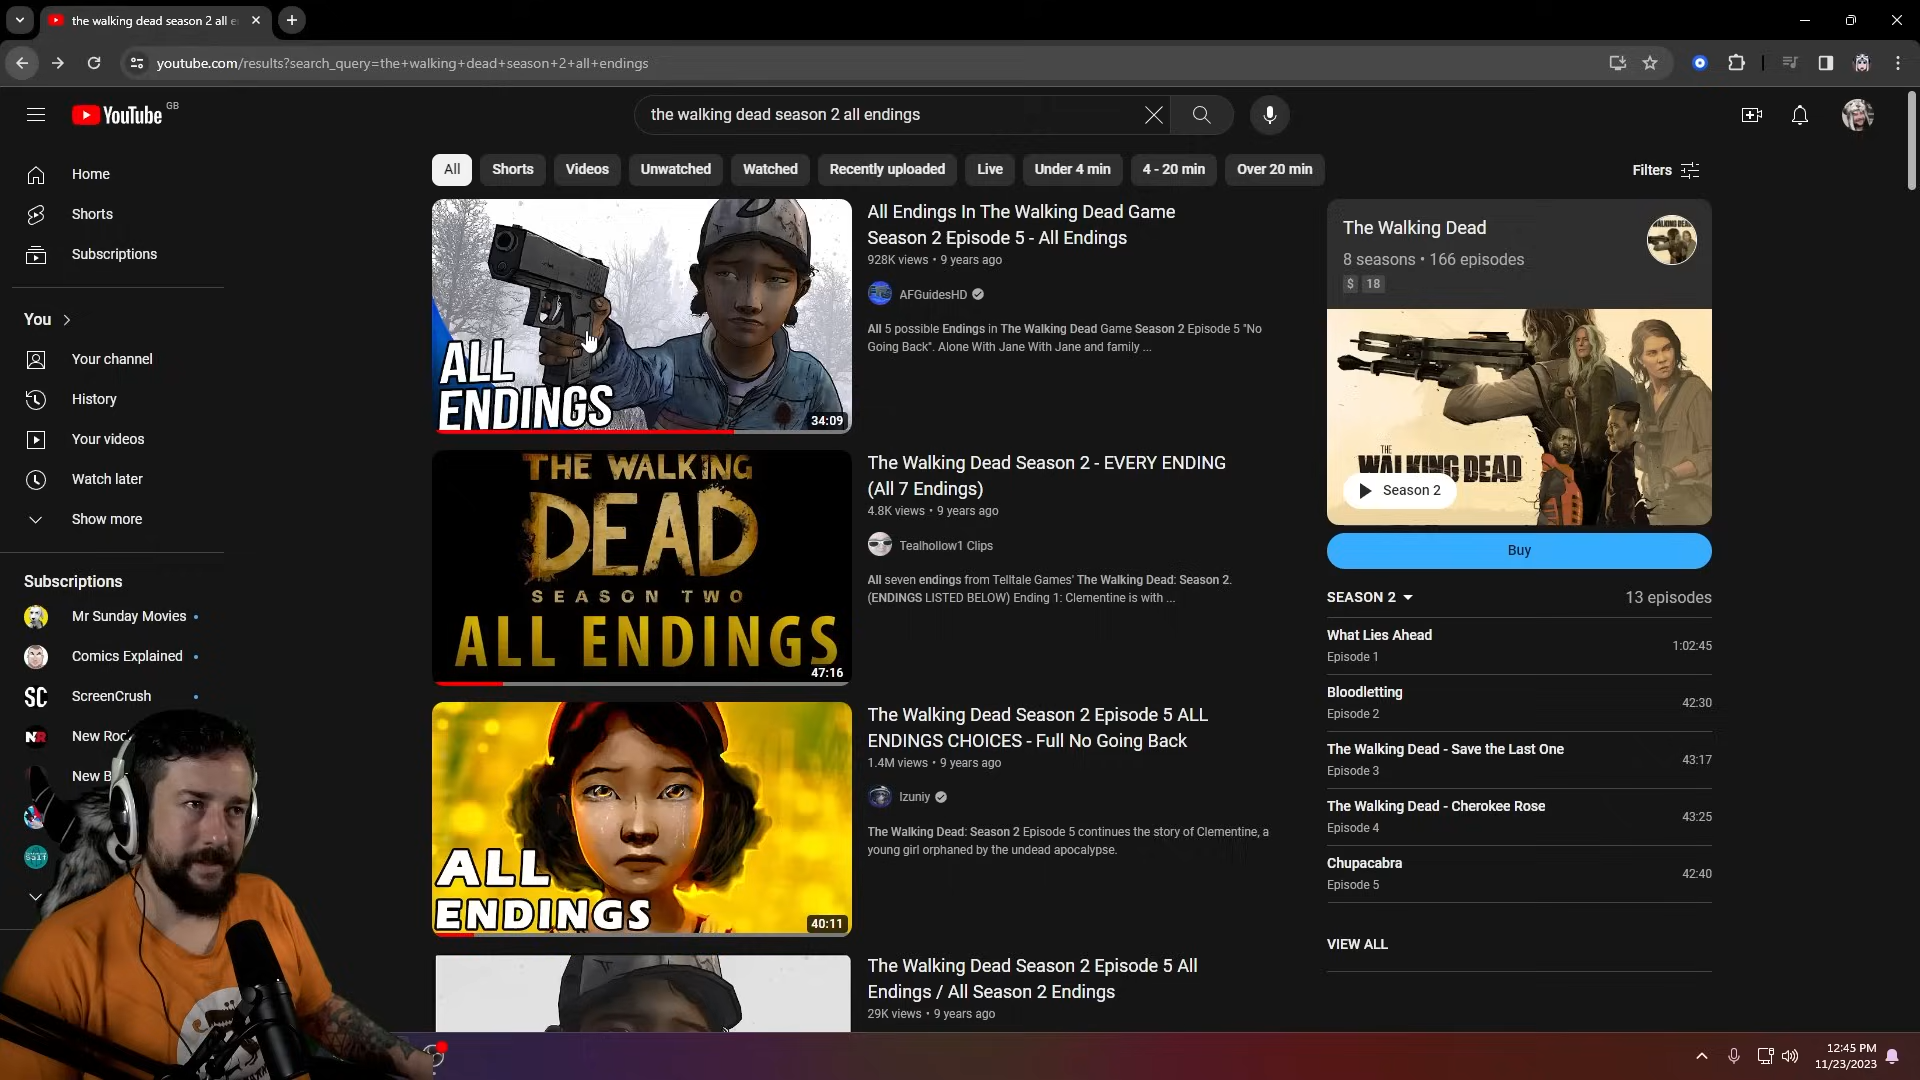 the walking dead season 2 all e
youtube.com/results?search_query=the+walking+dead+season+2+all+endings
YouTube GB
the walking dead season 2 all endings
All
Shorts
Videos
Unwatched
Watched
Recently uploaded
Live
Under 4 min
4 - 20 min
Over 20 min
Filters
Home
Shorts
Subscriptions
You
Your channel
History
Your videos
Watch later
Show more
Subscriptions
Mr Sunday Movies
Comics Explained
SC
ScreenCrush
NR
New Roc
New B
ALL
ENDINGS
34:09
All Endings In The Walking Dead Game
Season 2 Episode 5 - All Endings
928K views • 9 years ago
AFGuidesHD
All 5 possible Endings in The Walking Dead Game Season 2 Episode 5 "No
Going Back". Alone With Jane With Jane and family ...
THE WALKING
DEAD
SEASON TWO
ALL ENDINGS
47:16
The Walking Dead Season 2 - EVERY ENDING
(All 7 Endings)
4.8K views • 9 years ago
Tealhollow1 Clips
All seven endings from Telltale Games' The Walking Dead: Season 2.
(ENDINGS LISTED BELOW) Ending 1: Clementine is with ...
ALL
ENDINGS
40:11
The Walking Dead Season 2 Episode 5 ALL
ENDINGS CHOICES - Full No Going Back
1.4M views • 9 years ago
Izuniy
The Walking Dead: Season 2 Episode 5 continues the story of Clementine, a
young girl orphaned by the undead apocalypse.
The Walking Dead Season 2 Episode 5 All
Endings / All Season 2 Endings
29K views • 9 years ago
The Walking Dead
8 seasons • 166 episodes
$ 18
THE
WALKING DEAD
Season 2
Buy
SEASON 2
13 episodes
What Lies Ahead
Episode 1
1:02:45
Bloodletting
Episode 2
42:30
The Walking Dead - Save the Last One
Episode 3
43:17
The Walking Dead - Cherokee Rose
Episode 4
43:25
Chupacabra
Episode 5
42:40
VIEW ALL
12:45 PM
11/23/2023